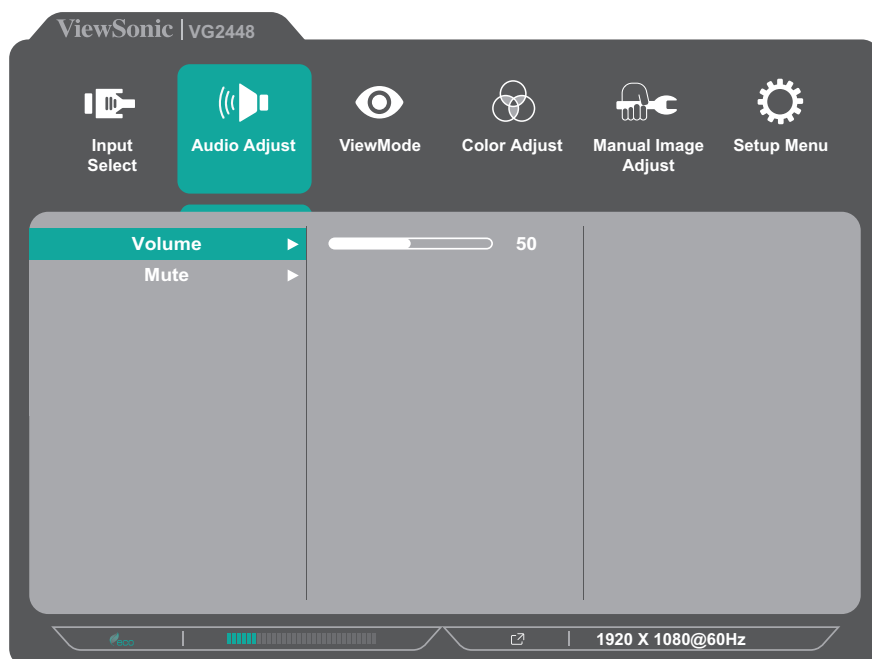 ViewSonic | VG2448
Input Select
Audio Adjust
ViewMode
Color Adjust
Manual Image Adjust
Setup Menu
Volume
50
Mute
eco
1920 X 1080@60Hz